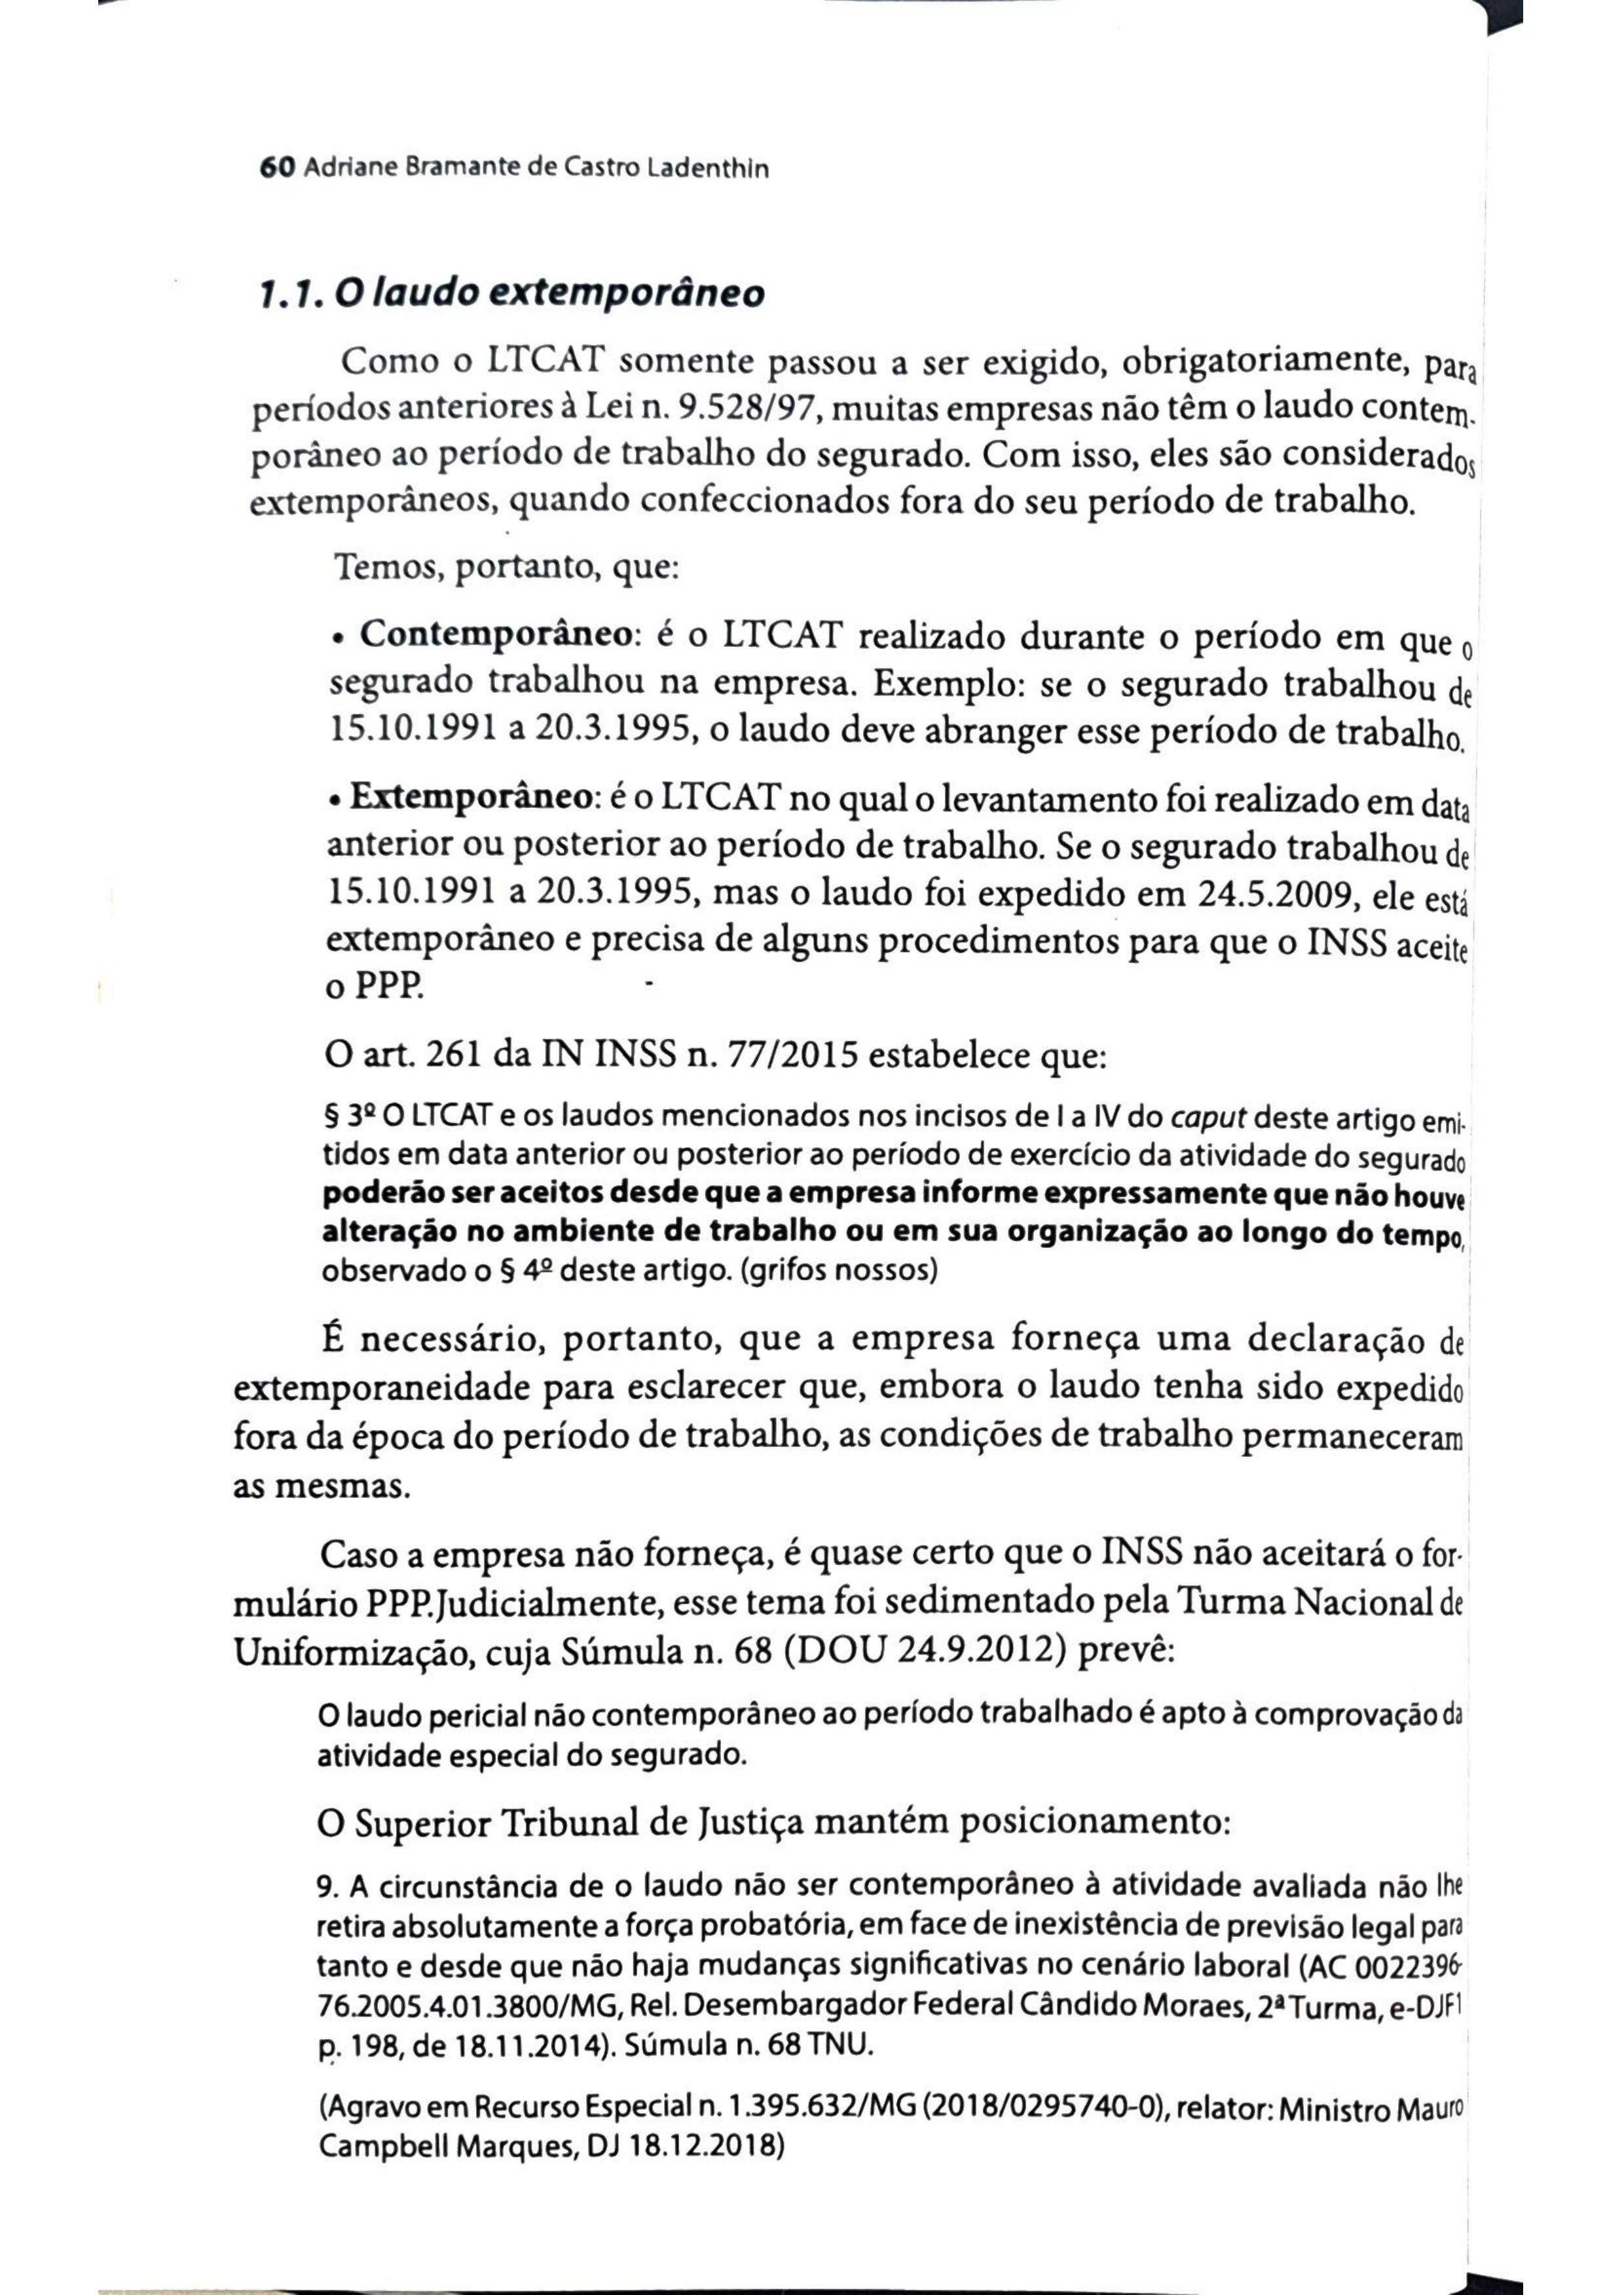 60 Adriane Bramante de Castro Ladenthin
1.1. O laudo extemporâneo
Como o LTCAT somente passou a ser exigido, obrigatoriamente, para
períodos anteriores à Lei n. 9.528/97, muitas empresas não têm o laudo contem-
porâneo ao período de trabalho do segurado. Com isso, eles são considerados
extemporâneos, quando confeccionados fora do seu período de trabalho.
Temos, portanto, que:
• Contemporâneo: é o LTCAT realizado durante o período em que o
segurado trabalhou na empresa. Exemplo: se o segurado trabalhou de
15.10.1991 a 20.3.1995, o laudo deve abranger esse período de trabalho.
• Extemporâneo: é o LTCAT no qual o levantamento foi realizado em data
anterior ou posterior ao período de trabalho. Se o segurado trabalhou de
15.10.1991 a 20.3.1995, mas o laudo foi expedido em 24.5.2009, ele está
extemporâneo e precisa de alguns procedimentos para que o INSS aceite
o PPP.
O art. 261 da IN INSS n. 77/2015 estabelece que:
§ 3º O LTCAT e os laudos mencionados nos incisos de I a IV do caput deste artigo emi-
tidos em data anterior ou posterior ao período de exercício da atividade do segurado
poderão ser aceitos desde que a empresa informe expressamente que não houve
alteração no ambiente de trabalho ou em sua organização ao longo do tempo,
observado o § 4º deste artigo. (grifos nossos)
É necessário, portanto, que a empresa forneça uma declaração de
extemporaneidade para esclarecer que, embora o laudo tenha sido expedido
fora da época do período de trabalho, as condições de trabalho permaneceram
as mesmas.
Caso a empresa não forneça, é quase certo que o INSS não aceitará o for-
mulário PPP.Judicialmente, esse tema foi sedimentado pela Turma Nacional de
Uniformização, cuja Súmula n. 68 (DOU 24.9.2012) prevê:
O laudo pericial não contemporâneo ao período trabalhado é apto à comprovação da
atividade especial do segurado.
O Superior Tribunal de Justiça mantém posicionamento:
9. A circunstância de o laudo não ser contemporâneo à atividade avaliada não lhe
retira absolutamente a força probatória, em face de inexistência de previsão legal para
tanto e desde que não haja mudanças significativas no cenário laboral (AC 0022396-
76.2005.4.01.3800/MG, Rel. Desembargador Federal Cândido Moraes, 2ª Turma, e-DJF1
p. 198, de 18.11.2014). Súmula n. 68 TNU.
(Agravo em Recurso Especial n. 1.395.632/MG (2018/0295740-0), relator: Ministro Mauro
Campbell Marques, DJ 18.12.2018)